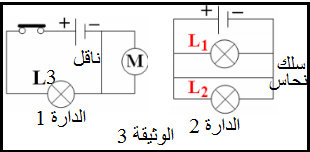 + −
ناقل
M
L3
الدارة 1
+ −
L1
سلك
نحاس
L2
الدارة 2
الوثيقة 3